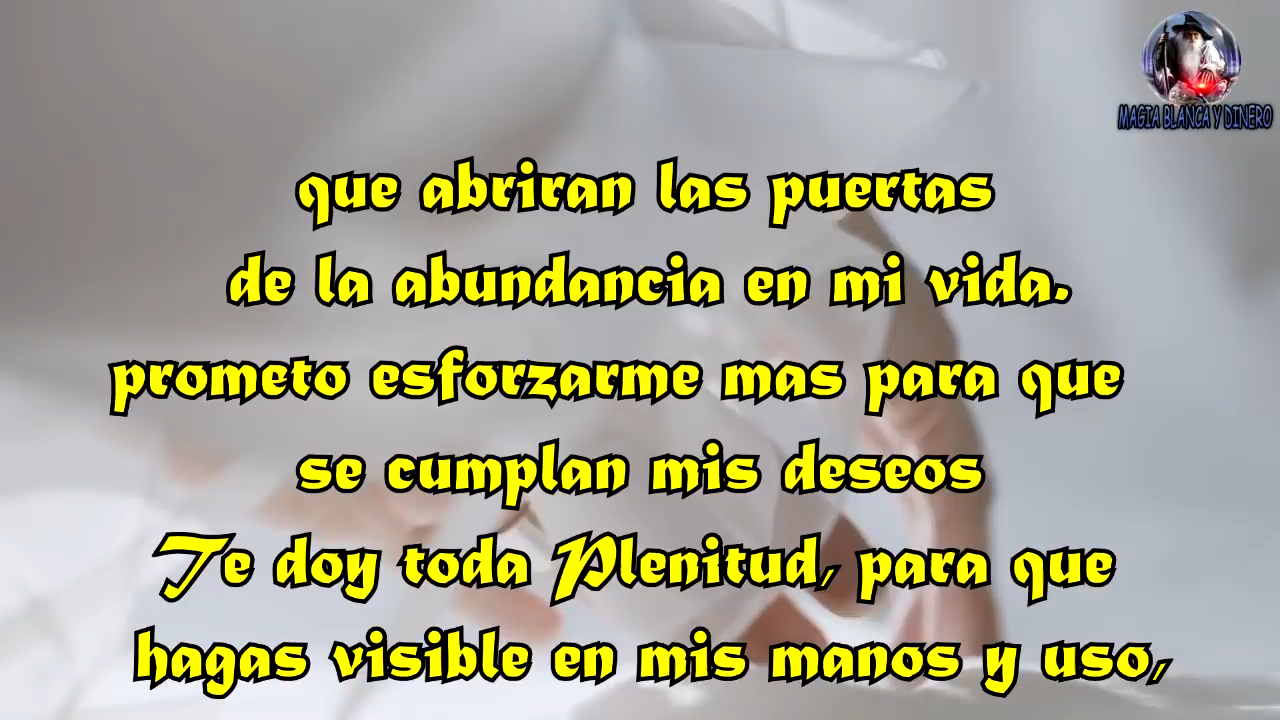 MAGIA BLANCA Y DINERO
que abriran las puertas
de la abundancia en mi vida.
prometo esforzarme mas para que
se cumplan mis deseos
Te doy toda Plenitud, para que
hagas visible en mis manos y uso,